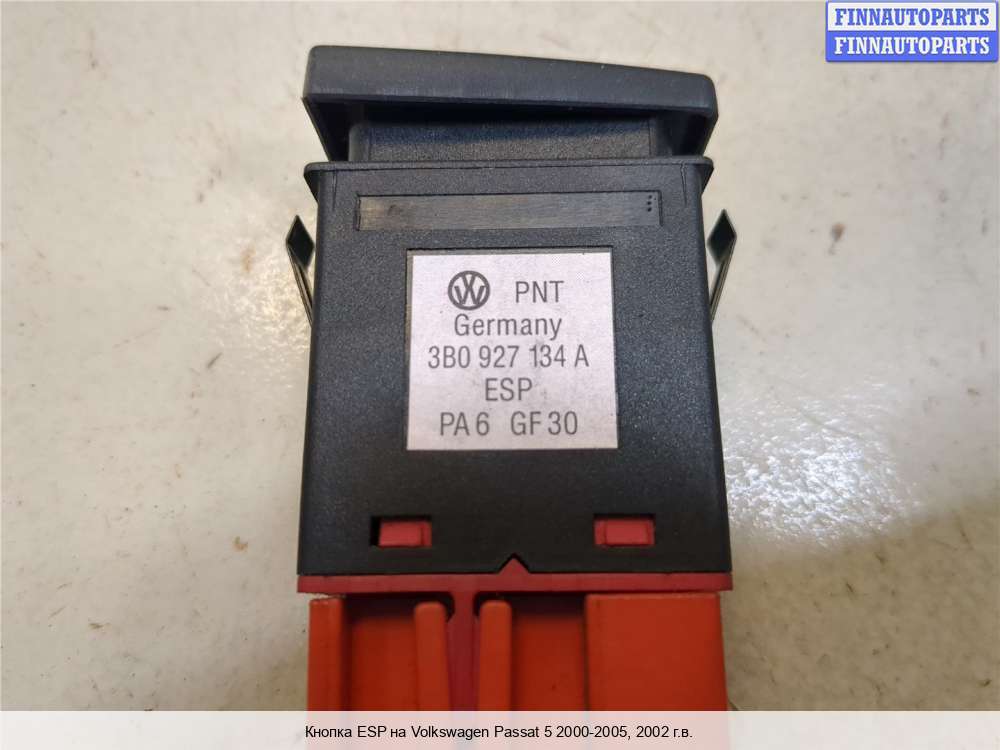 FINNAUTOPARTS
FINNAUTOPARTS
VW PNT
Germany
3B0 927 134 A
ESP
PA 6 GF 30
Кнопка ESP на Volkswagen Passat 5 2000-2005, 2002 г.в.